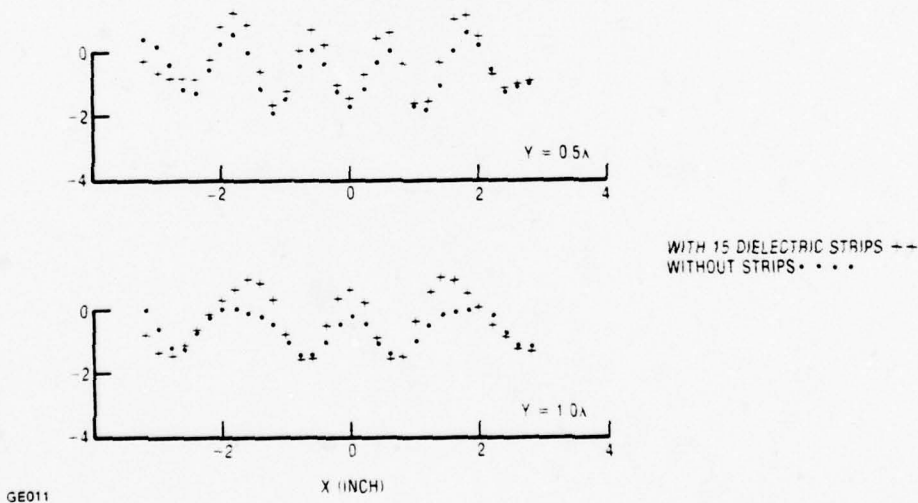 0
-2
-4
Y = 0.5λ
-2 0 2 4
WITH 15 DIELECTRIC STRIPS ++
WITHOUT STRIPS • • • •
0
-2
-4
Y = 1.0λ
-2 0 2 4
X (INCH)
GE011